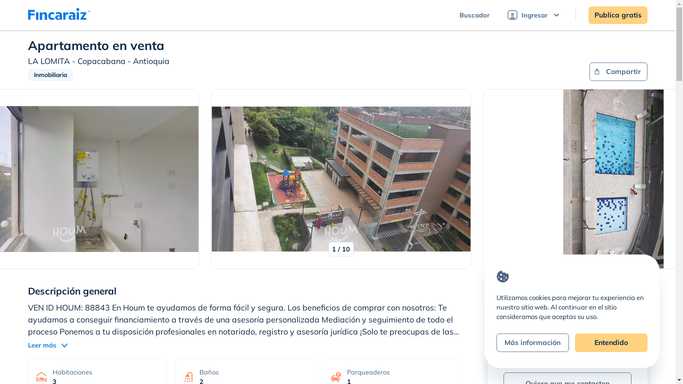 Fincaraiz
Buscador
Ingresar
Publica gratis
Apartamento en venta
LA LOMITA - Copacabana - Antioquia
Inmobiliaria
Compartir
HOUM
HOUM
1 / 10
Descripción general
VEN ID HOUM: 88843 En Houm te ayudamos de forma fácil y segura. Los beneficios de comprar con nosotros: Te
ayudamos a conseguir financiamiento a través de una asesoría personalizada Mediación y seguimiento de todo el
proceso Ponemos a tu disposición profesionales en notariado, registro y asesoría jurídica ¡Solo te preocupas de las...
Leer más
Habitaciones
3
Baños
2
Parqueaderos
1
Utilizamos cookies para mejorar tu experiencia en
nuestro sitio web. Al continuar en el sitio
consideramos que aceptas su uso.
Más información
Entendido
Quiero que me contacten